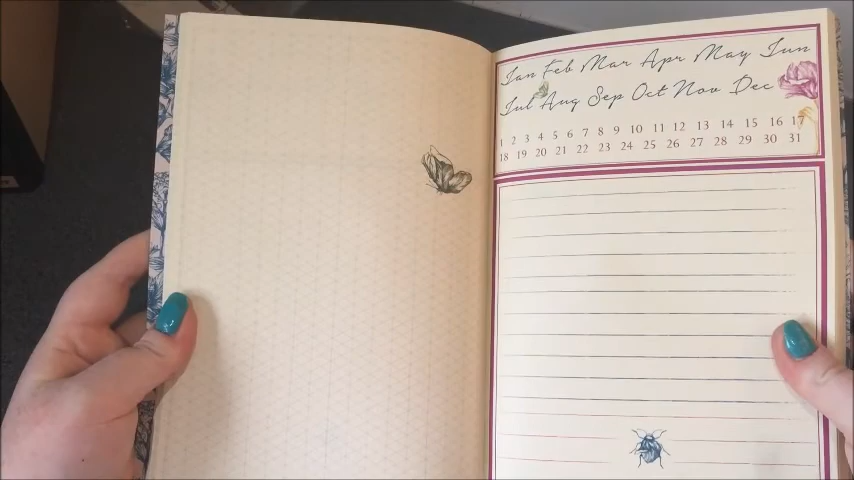 Jan Feb Mar Apr May Jun
Jul Aug Sep Oct Nov Dec
1 2 3 4 5 6 7 8 9 10 11 12 13 14 15 16 17
18 19 20 21 22 23 24 25 26 27 28 29 30 31